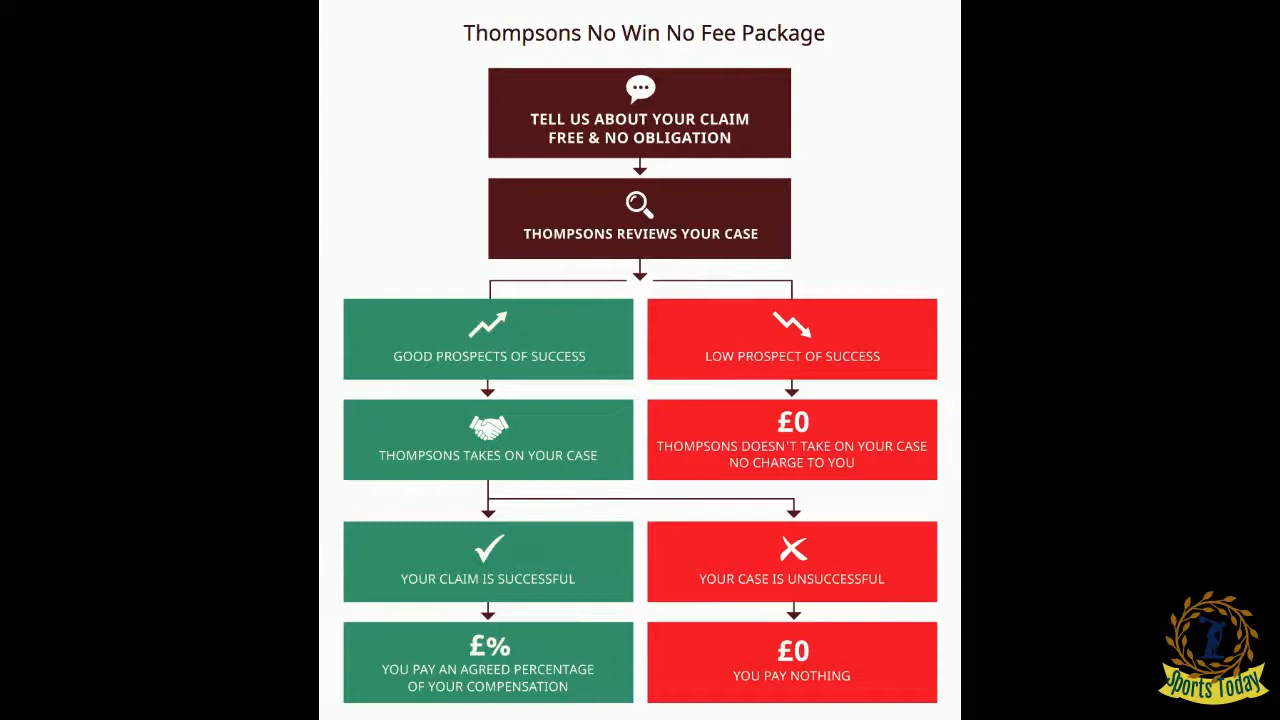 Thompsons No Win No Fee Package
TELL US ABOUT YOUR CLAIM
FREE & NO OBLIGATION
THOMPSONS REVIEWS YOUR CASE
GOOD PROSPECTS OF SUCCESS
LOW PROSPECT OF SUCCESS
THOMPSONS TAKES ON YOUR CASE
£0
THOMPSONS DOESN'T TAKE ON YOUR CASE
NO CHARGE TO YOU
YOUR CLAIM IS SUCCESSFUL
YOUR CASE IS UNSUCCESSFUL
£%
YOU PAY AN AGREED PERCENTAGE
OF YOUR COMPENSATION
£0
YOU PAY NOTHING
Sports Today